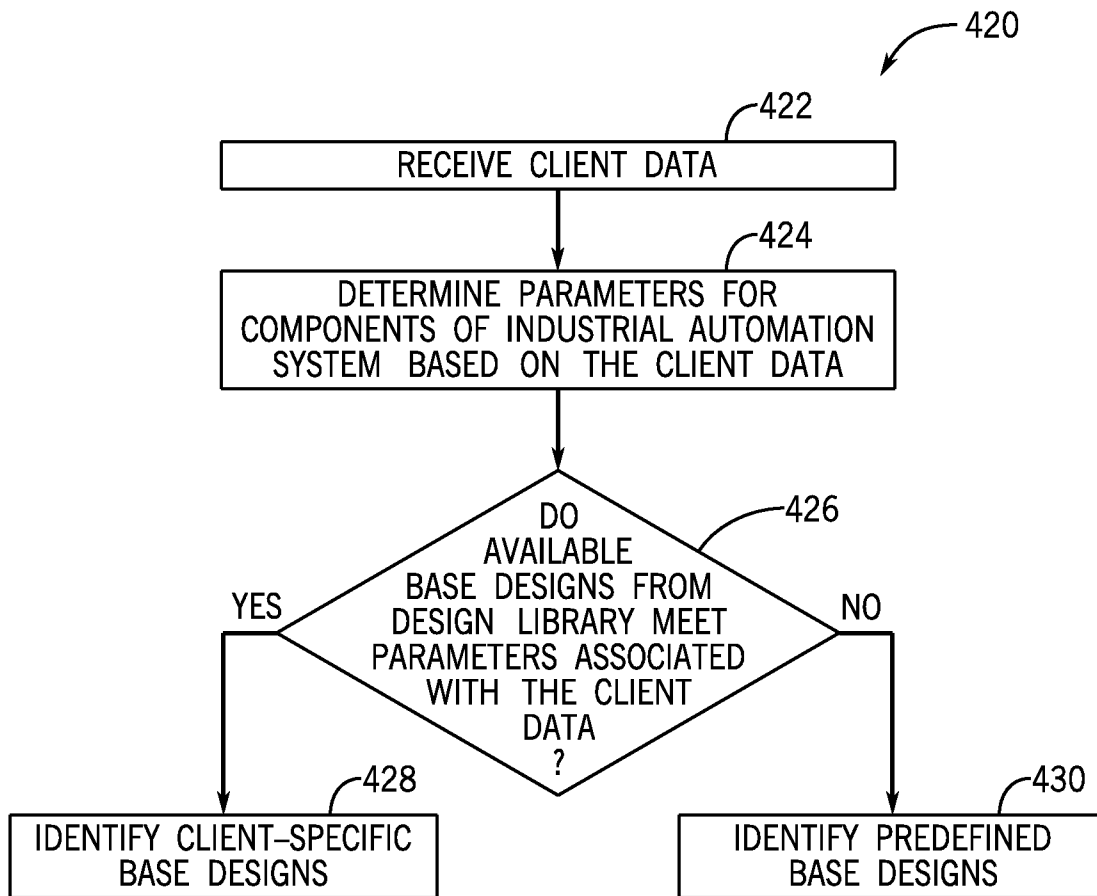 420
422
RECEIVE CLIENT DATA
424
DETERMINE PARAMETERS FOR
COMPONENTS OF INDUSTRIAL AUTOMATION
SYSTEM BASED ON THE CLIENT DATA
426
DO
AVAILABLE
BASE DESIGNS FROM
DESIGN LIBRARY MEET
PARAMETERS ASSOCIATED
WITH THE CLIENT
DATA
?
YES
NO
428
IDENTIFY CLIENT–SPECIFIC
BASE DESIGNS
430
IDENTIFY PREDEFINED
BASE DESIGNS